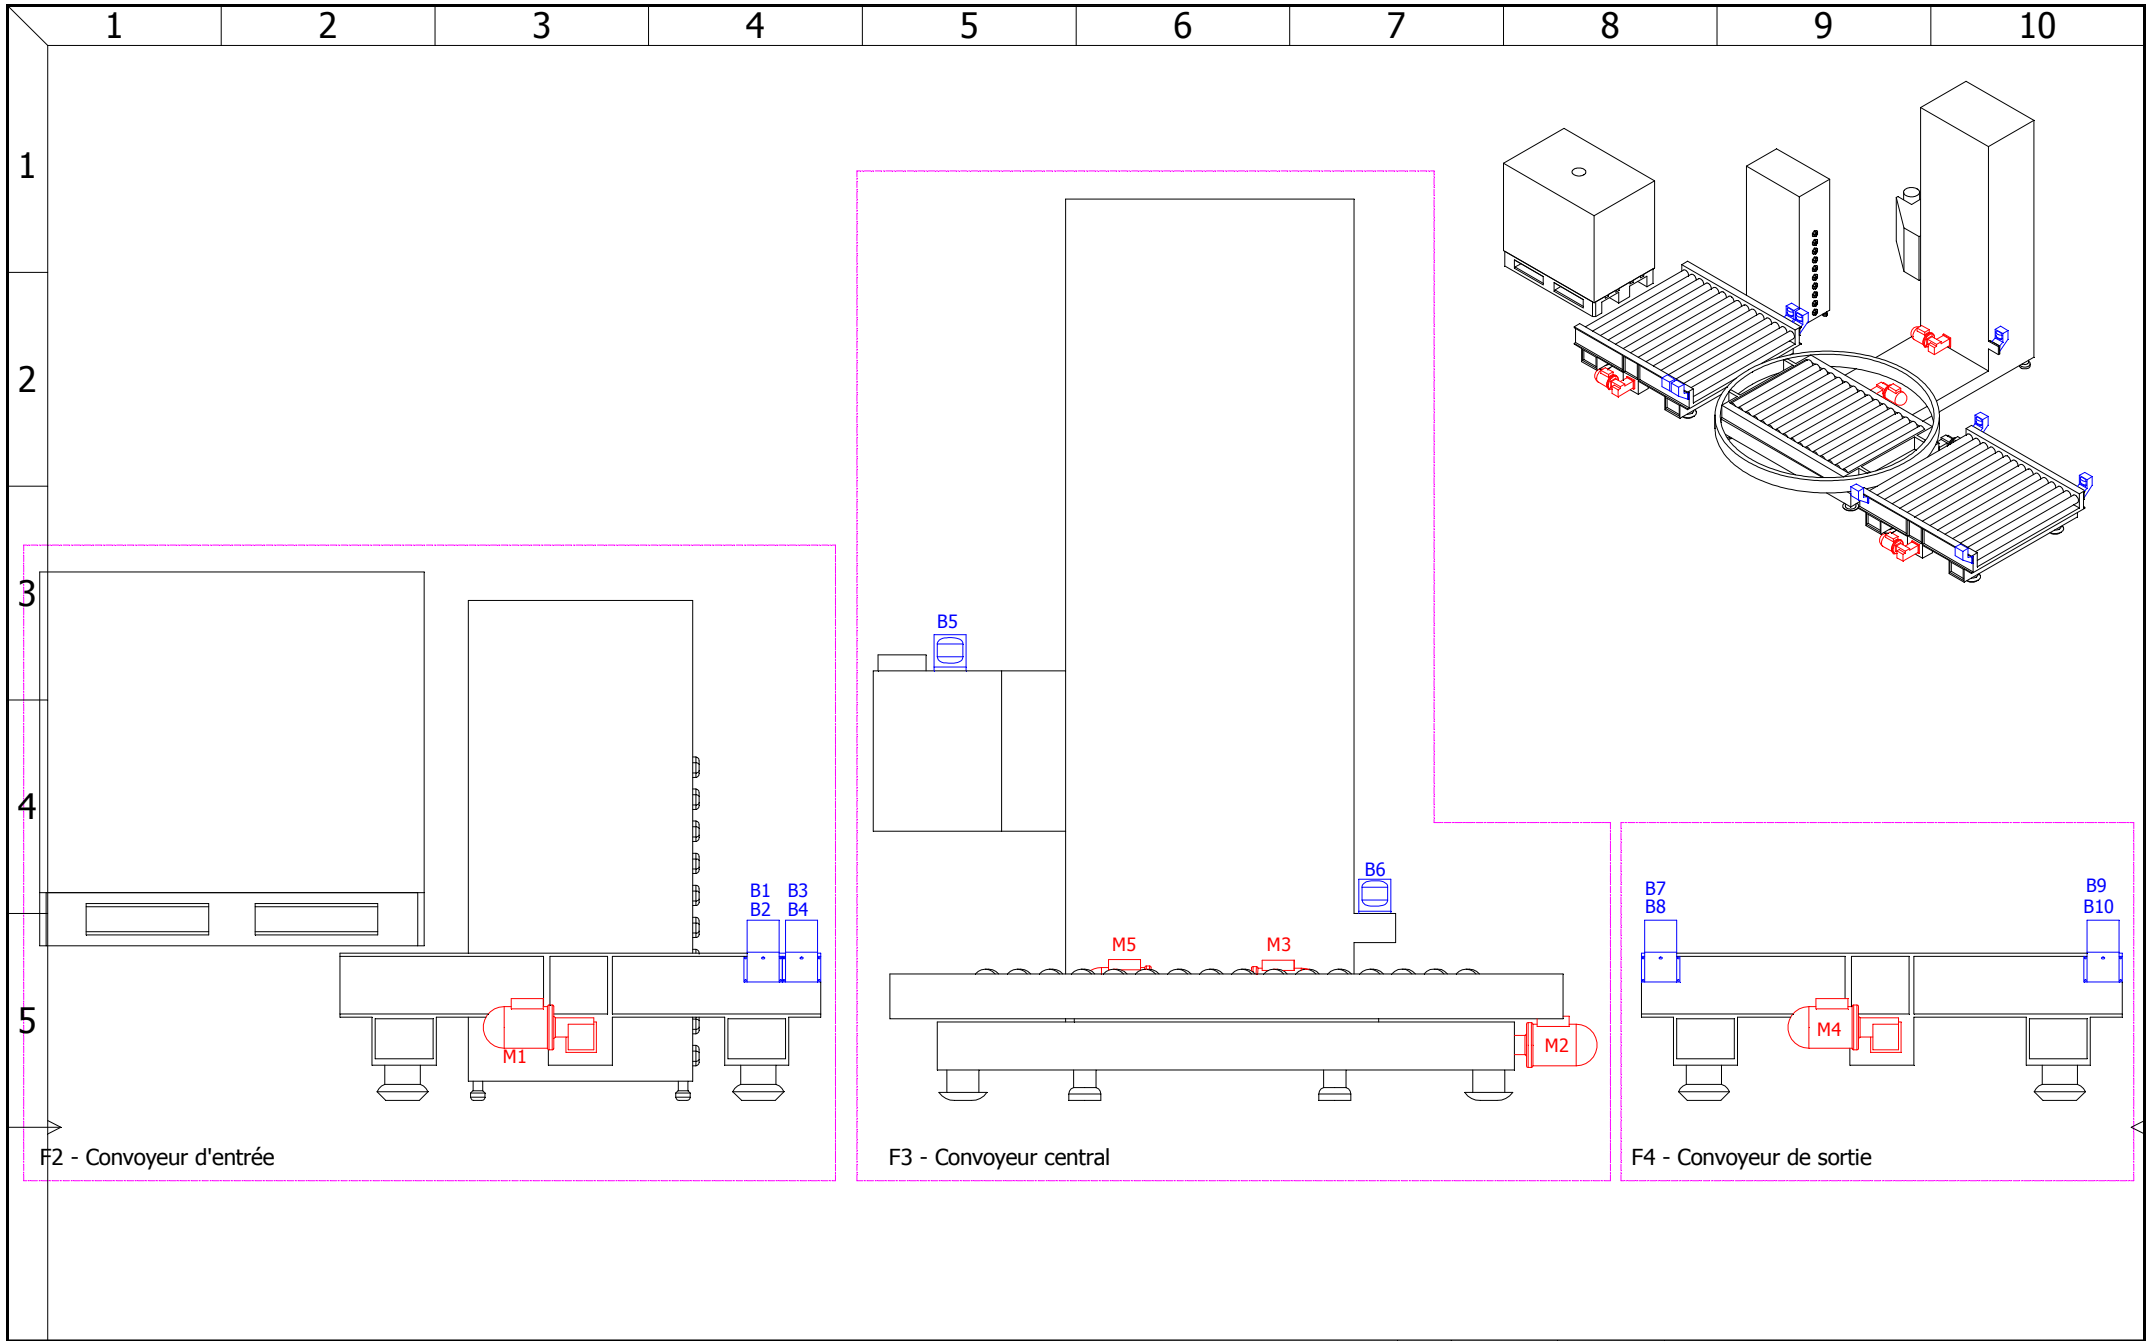 1 2 3 4 5 6 7 8 9 10
1
2
3
4
5
B5
B6
B1 B3
B2 B4
B7
B8
B9
B10
M5
M3
M1
M2
M4
F2 - Convoyeur d'entrée
F3 - Convoyeur central
F4 - Convoyeur de sortie